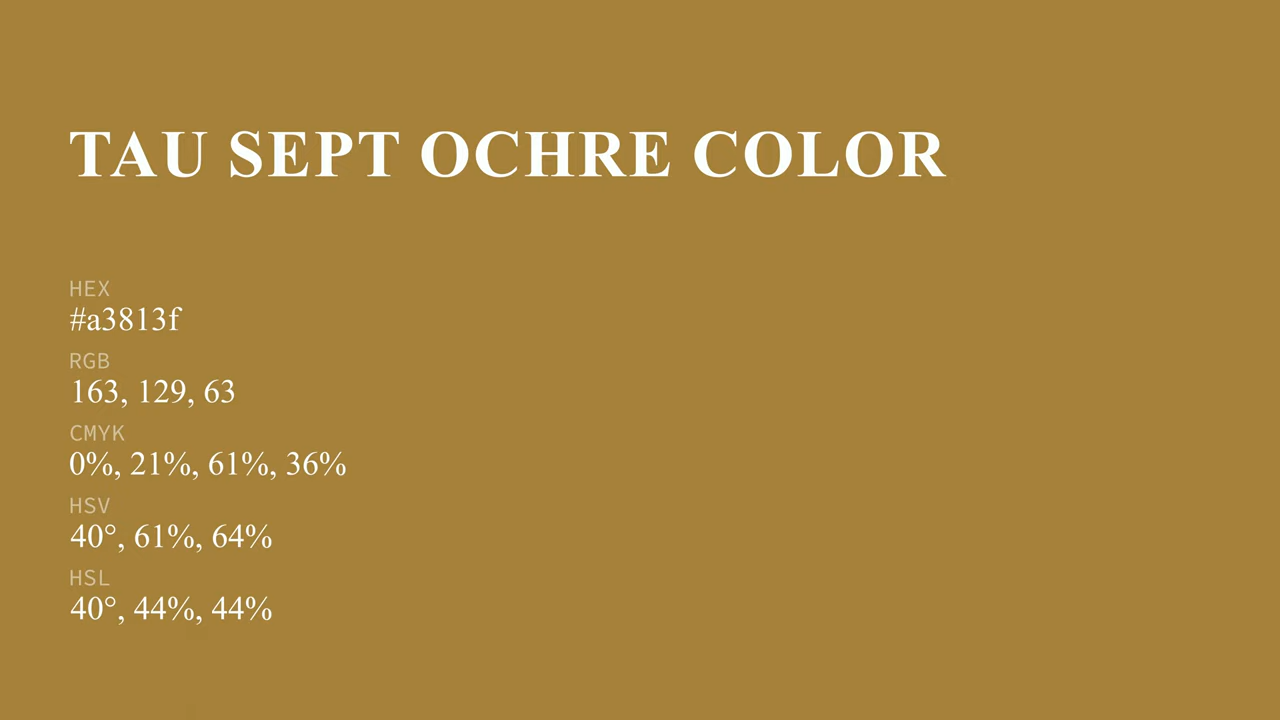 TAU SEPT OCHRE COLOR
HEX
#a3813f
RGB
163, 129, 63
CMYK
0%, 21%, 61%, 36%
HSV
40°, 61%, 64%
HSL
40°, 44%, 44%